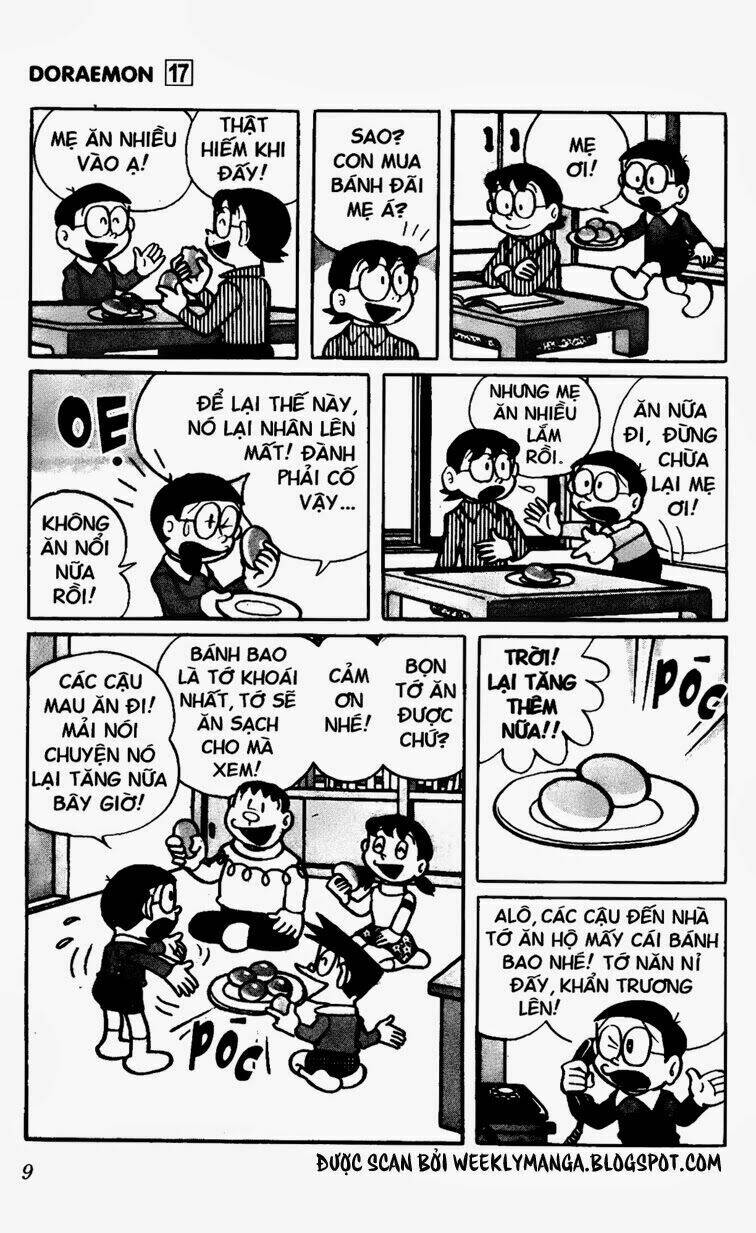 DORAEMON 17
MẸ
ƠI!
SAO?
CON MUA
BÁNH ĐÃI
MẸ Á?
THẬT
HIẾM KHI
ĐẤY!
MẸ ĂN NHIỀU
VÀO Ạ!
ĂN NỮA
ĐI, ĐỪNG
CHỪA
LẠI MẸ
ƠI!
NHƯNG MẸ
ĂN NHIỀU
LẮM
RỒI.
ĐỂ LẠI THẾ NÀY,
NÓ LẠI NHÂN LÊN
MẤT! ĐÀNH
PHẢI CỐ
VẬY...
OẸ
KHÔNG
ĂN NỔI
NỮA
RỒI!
PÓC
TRỜI!
LẠI TĂNG
THÊM
NỮA!!
ALÔ, CÁC CẬU ĐẾN NHÀ
TỚ ĂN HỘ MẤY CÁI BÁNH
BAO NHÉ! TỚ NĂN NỈ
ĐẤY, KHẨN TRƯƠNG
LÊN!
BỌN
TỚ ĂN
ĐƯỢC
CHỨ?
CẢM
ƠN
NHÉ!
BÁNH BAO
LÀ TỚ KHOÁI
NHẤT, TỚ SẼ
ĂN SẠCH
CHO MÀ
XEM!
CÁC CẬU
MAU ĂN ĐI!
MẢI NÓI
CHUYỆN NÓ
LẠI TĂNG NỮA
BÂY GIỜ!
PÓC
9
ĐƯỢC SCAN BỞI WEEKLYMANGA.BLOGSPOT.COM